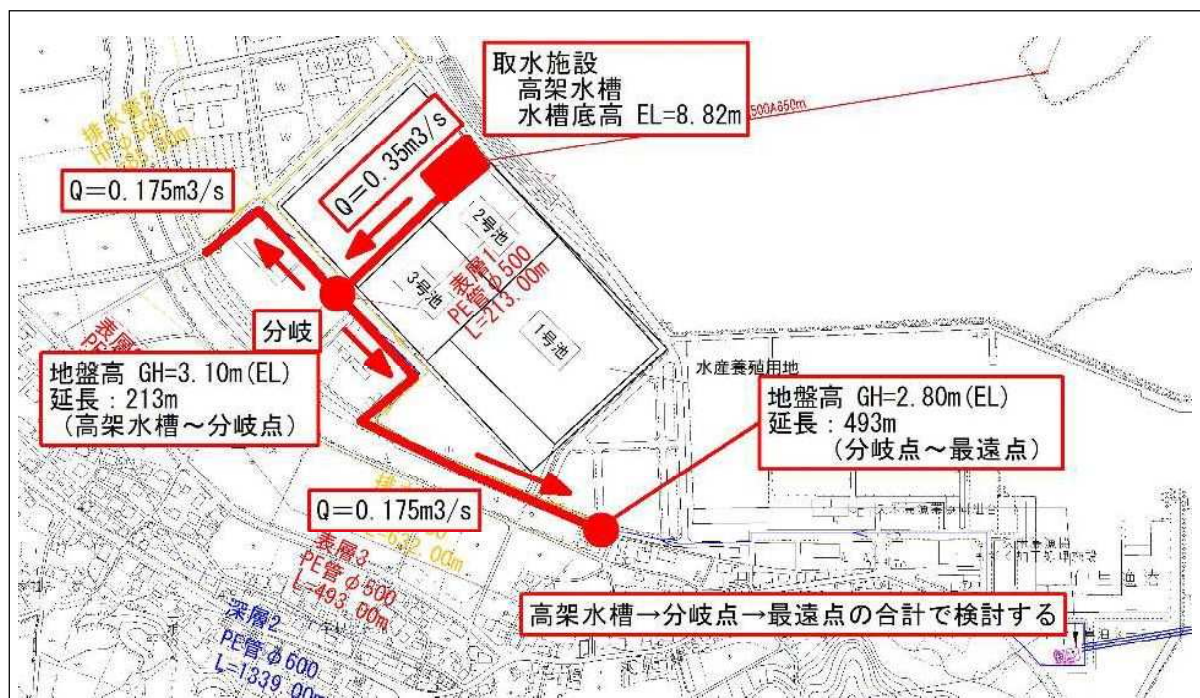 取水施設
高架水槽
水槽底高 EL=8.82m
Q=0.35m3/s
Q=0.175m3/s
2号池
3号池
表層1
PE管φ500
L=213.00m
1号池
分岐
水産養殖用地
地盤高 GH=3.10m(EL)
延長:213m
(高架水槽～分岐点)
地盤高 GH=2.80m(EL)
延長:493m
(分岐点～最遠点)
Q=0.175m3/s
表層3
PE管φ500
L=493.00m
高架水槽→分岐点→最遠点の合計で検討する
深層2
PE管φ600
L=1339.00m